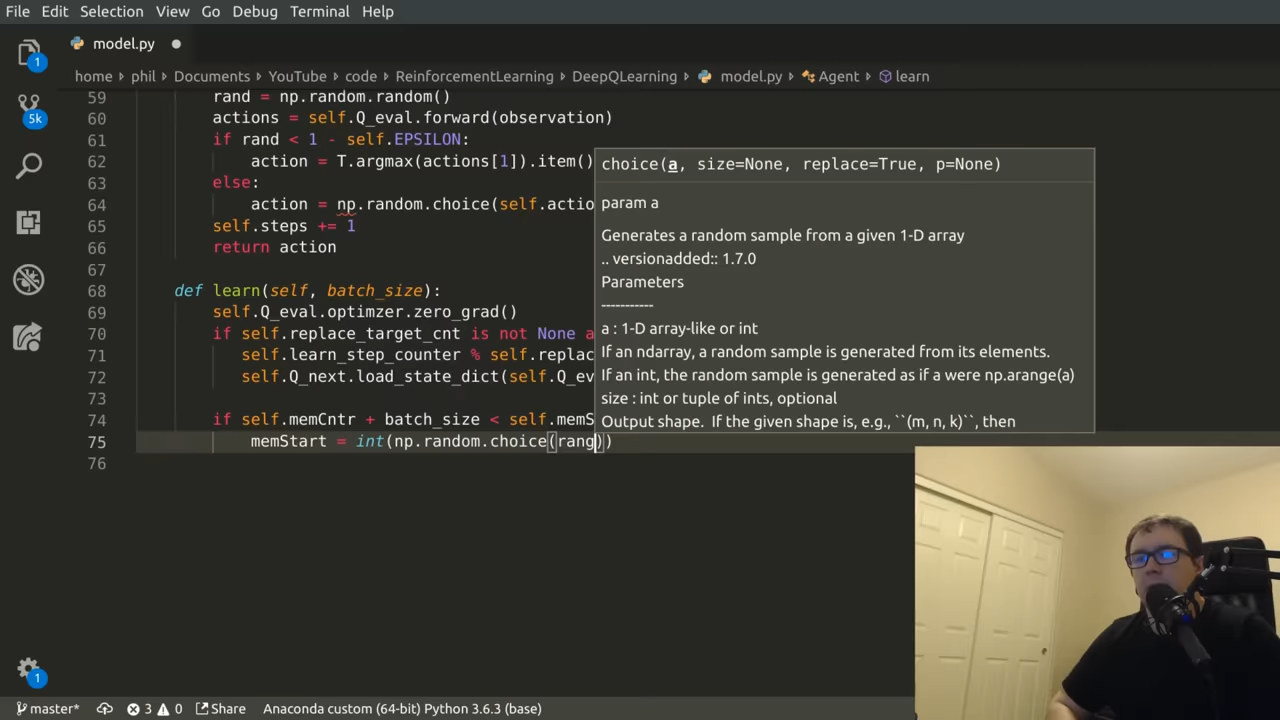 File Edit Selection View Go Debug Terminal Help
model.py
home › phil › Documents › YouTube › code › ReinforcementLearning › DeepQLearning › model.py › Agent › learn
59 rand = np.random.random()
60 actions = self.Q_eval.forward(observation)
61 if rand < 1 - self.EPSILON:
62 action = T.argmax(actions[1]).item()
63 else:
64 action = np.random.choice(self.actio
65 self.steps += 1
66 return action
67
68 def learn(self, batch_size):
69 self.Q_eval.optimzer.zero_grad()
70 if self.replace_target_cnt is not None a
71 self.learn_step_counter % self.replac
72 self.Q_next.load_state_dict(self.Q_ev
73
74 if self.memCntr + batch_size < self.memS
75 memStart = int(np.random.choice(rang))
76
choice(a, size=None, replace=True, p=None)
param a
Generates a random sample from a given 1-D array
.. versionadded:: 1.7.0
Parameters
-----------
a : 1-D array-like or int
If an ndarray, a random sample is generated from its elements.
If an int, the random sample is generated as if a were np.arange(a)
size : int or tuple of ints, optional
Output shape. If the given shape is, e.g., ``(m, n, k)``, then
1
5k
1
master* 3 0 Share Anaconda custom (64-bit) Python 3.6.3 (base)